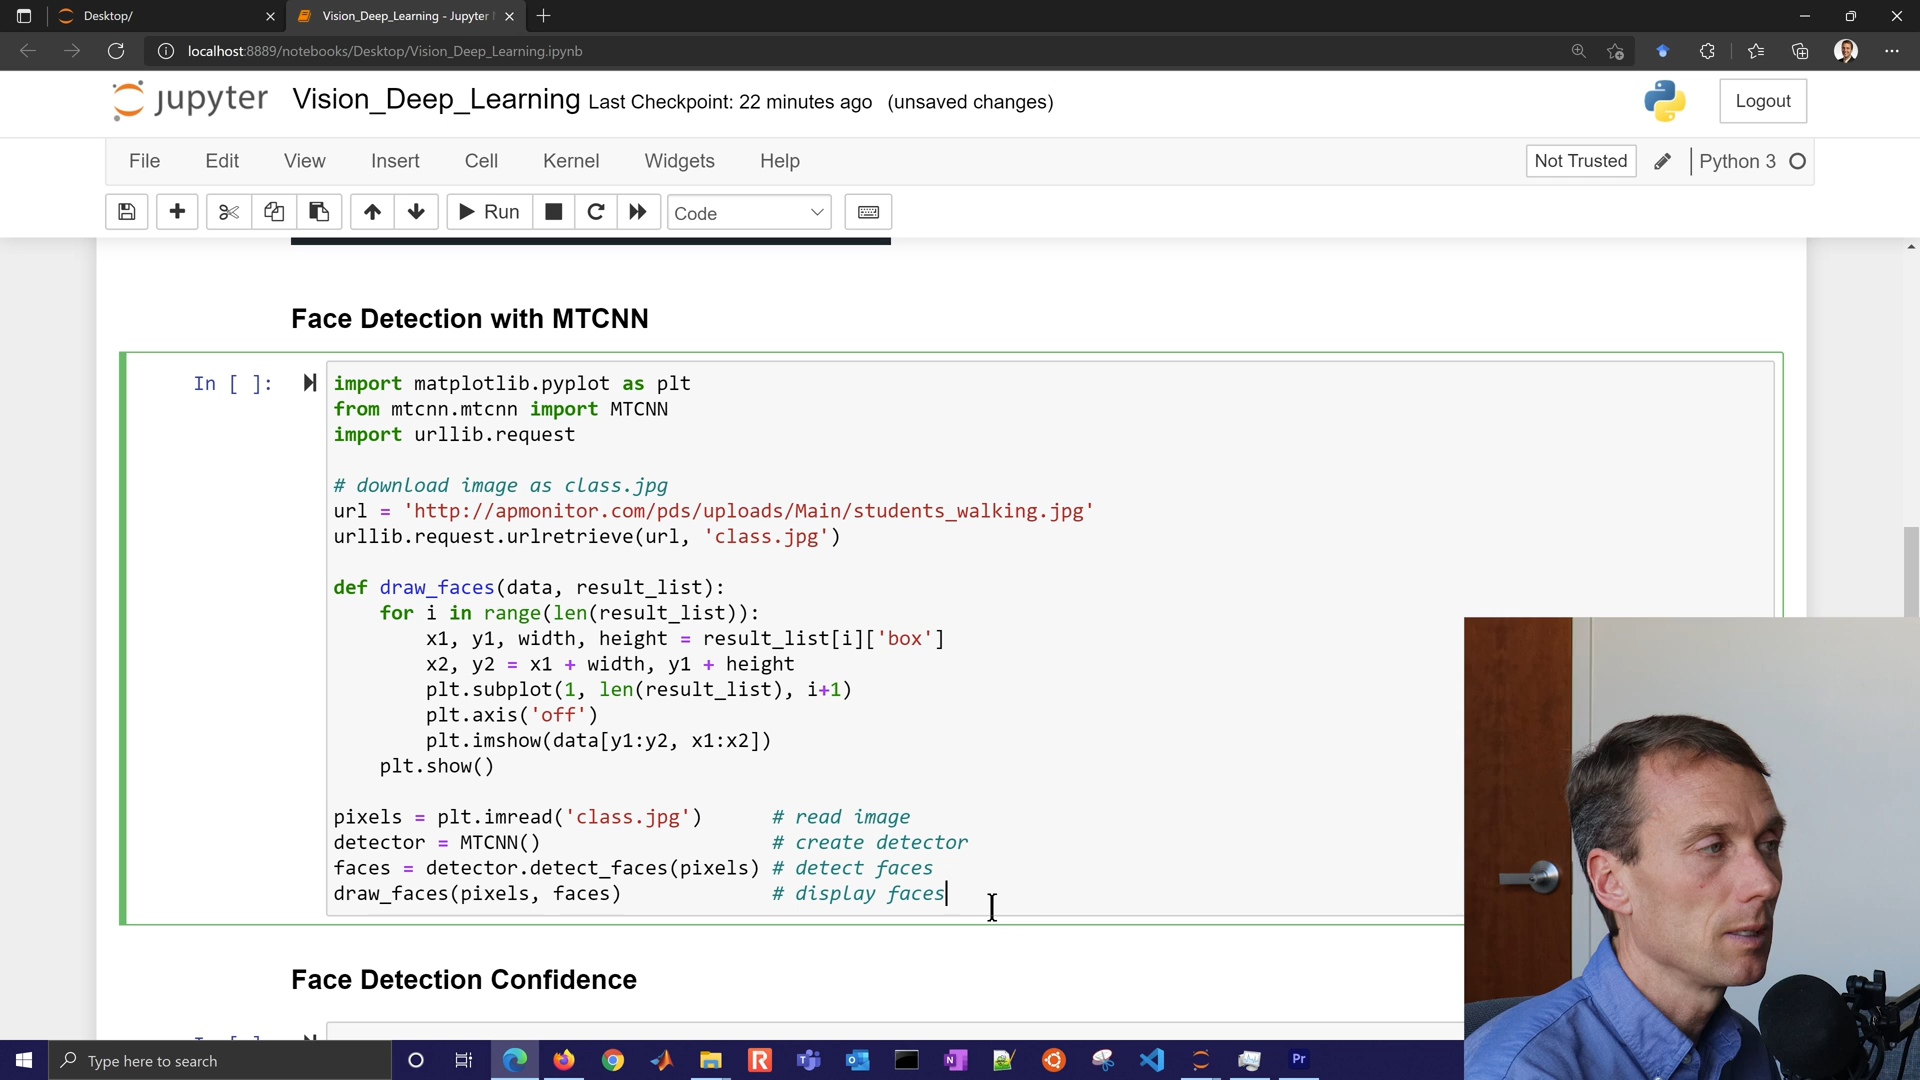 Desktop/
Vision_Deep_Learning - Jupyter
localhost:8889/notebooks/Desktop/Vision_Deep_Learning.ipynb
jupyter Vision_Deep_Learning Last Checkpoint: 22 minutes ago (unsaved changes)
Logout
File Edit View Insert Cell Kernel Widgets Help
Not Trusted
Python 3
Run
Code
Face Detection with MTCNN
In [ ]:
import matplotlib.pyplot as plt
from mtcnn.mtcnn import MTCNN
import urllib.request
# download image as class.jpg
url = 'http://apmonitor.com/pds/uploads/Main/students_walking.jpg'
urllib.request.urlretrieve(url, 'class.jpg')
def draw_faces(data, result_list):
    for i in range(len(result_list)):
        x1, y1, width, height = result_list[i]['box']
        x2, y2 = x1 + width, y1 + height
        plt.subplot(1, len(result_list), i+1)
        plt.axis('off')
        plt.imshow(data[y1:y2, x1:x2])
    plt.show()
pixels = plt.imread('class.jpg')      # read image
detector = MTCNN()                    # create detector
faces = detector.detect_faces(pixels) # detect faces
draw_faces(pixels, faces)             # display faces
Face Detection Confidence
Type here to search